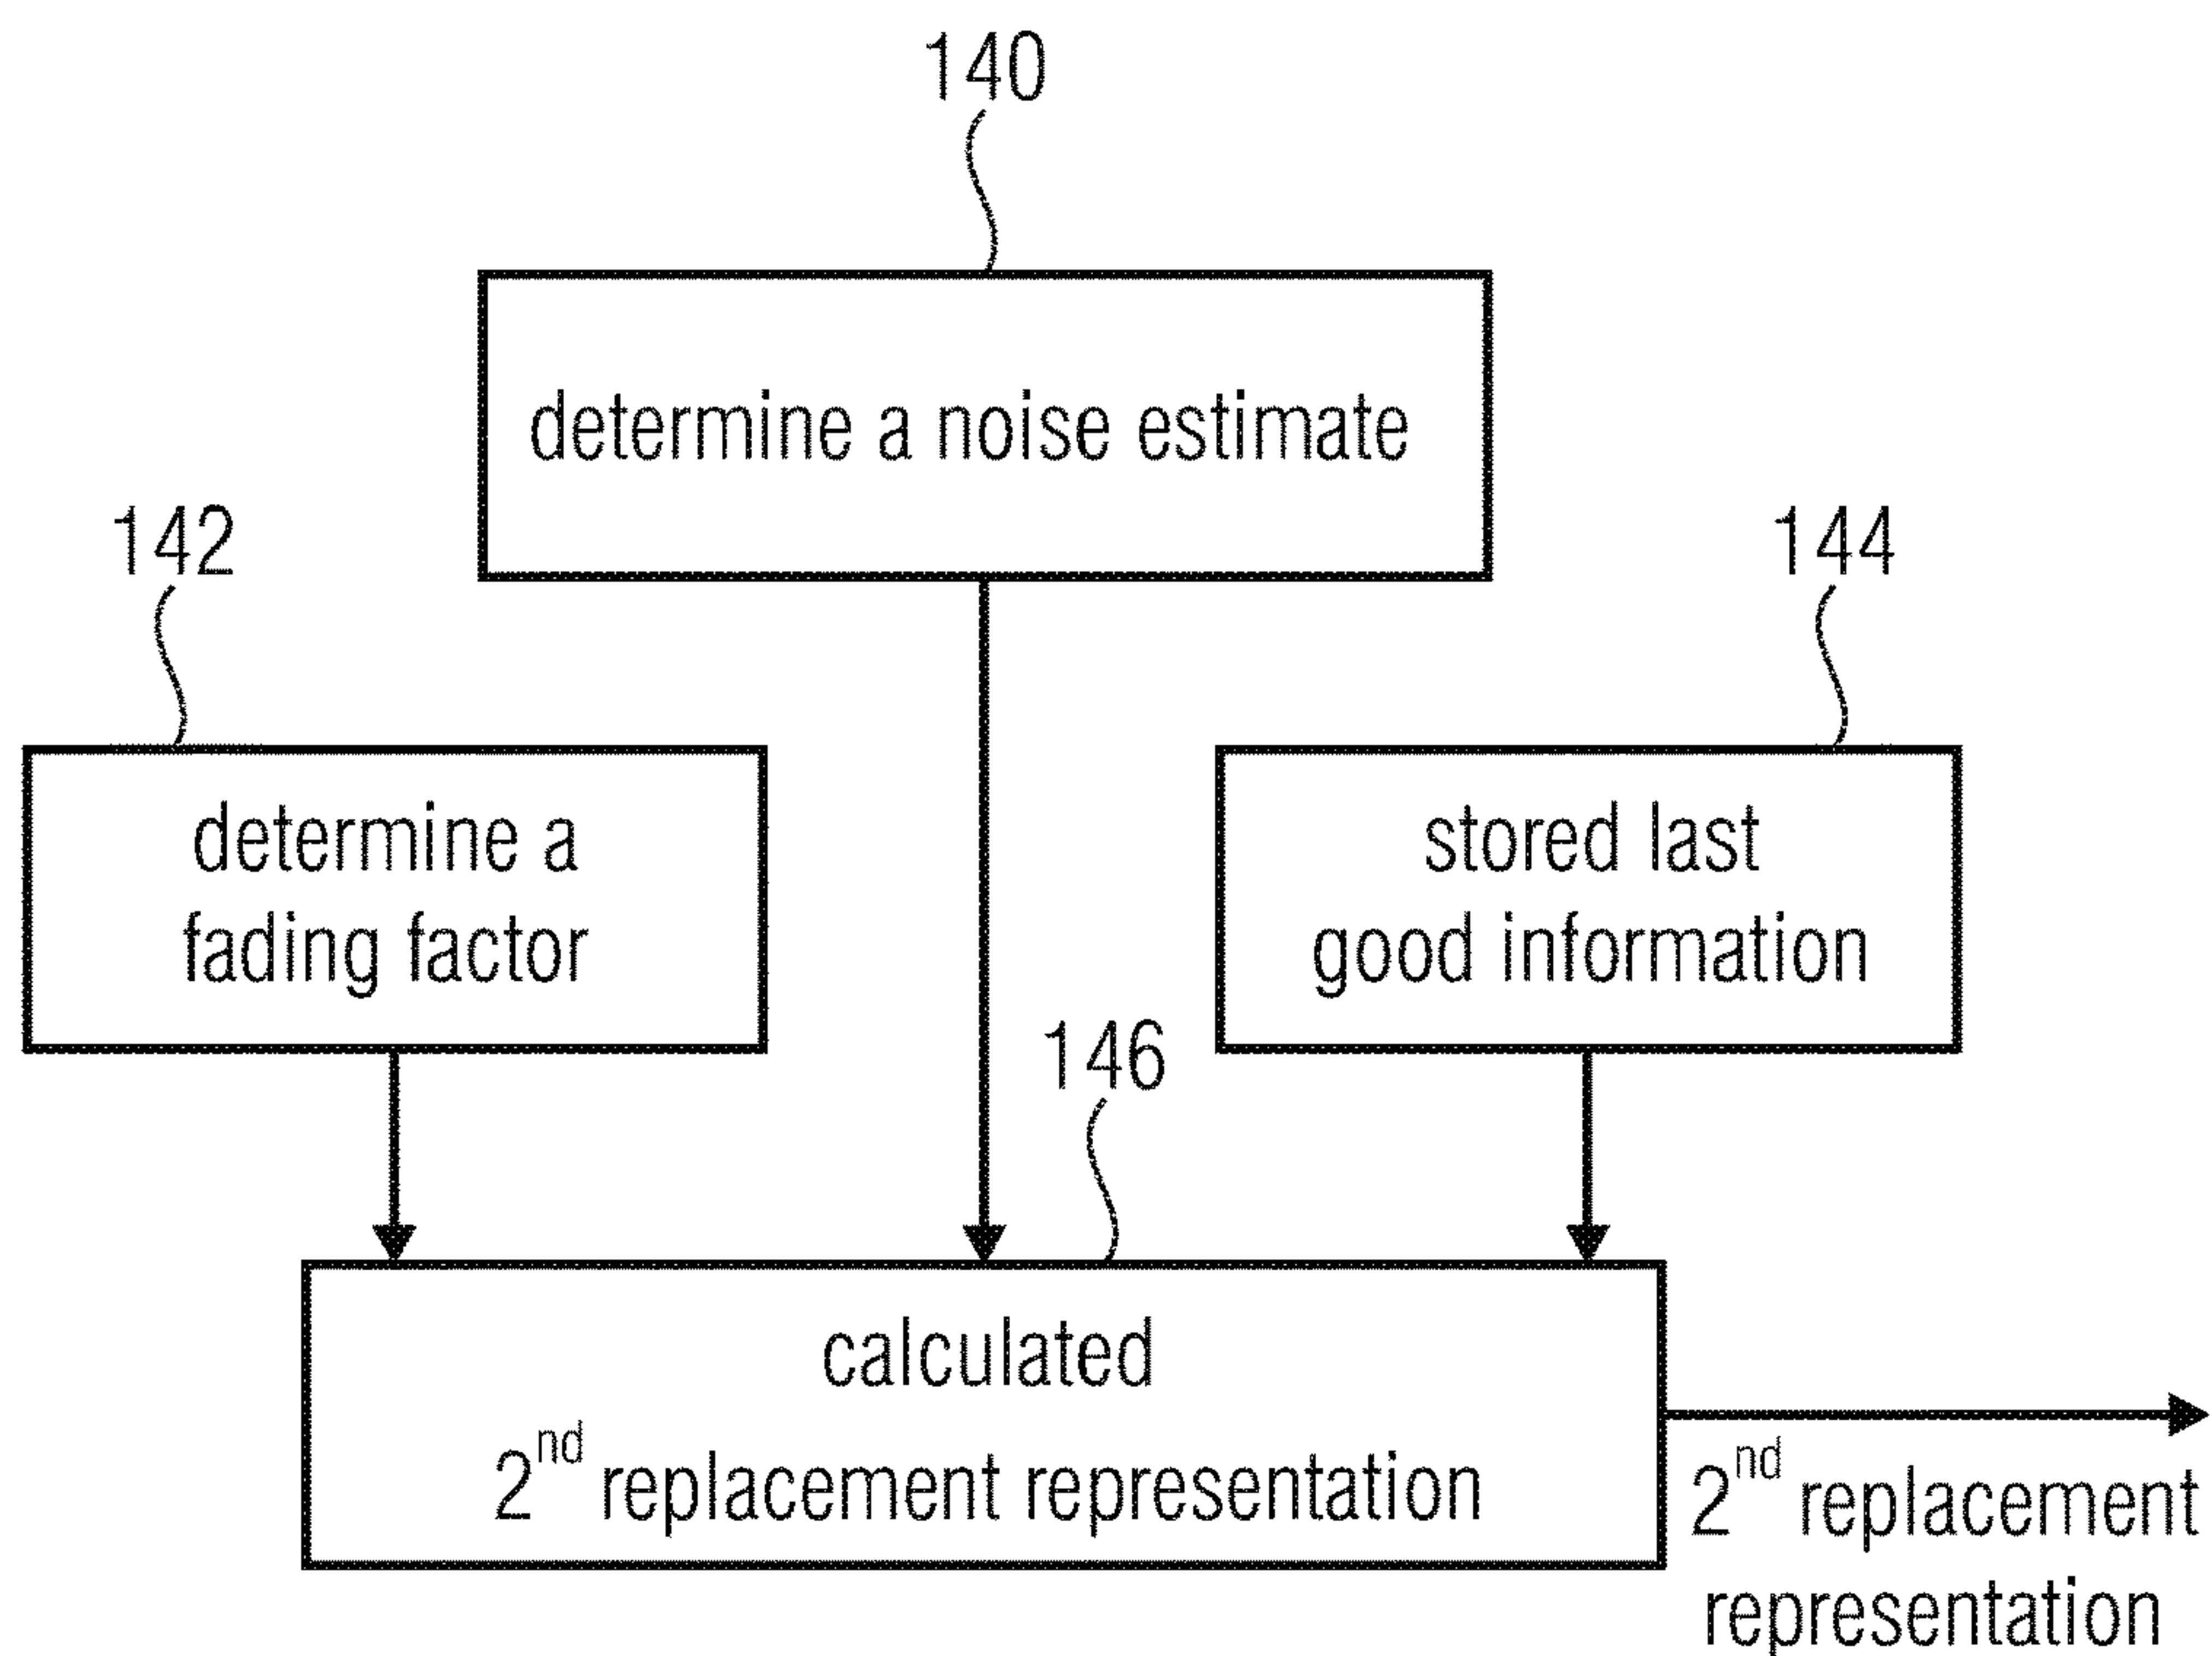 140
determine a noise estimate
142
144
determine a
fading factor
stored last
good information
146
calculated
2nd replacement representation
2nd replacement
representation